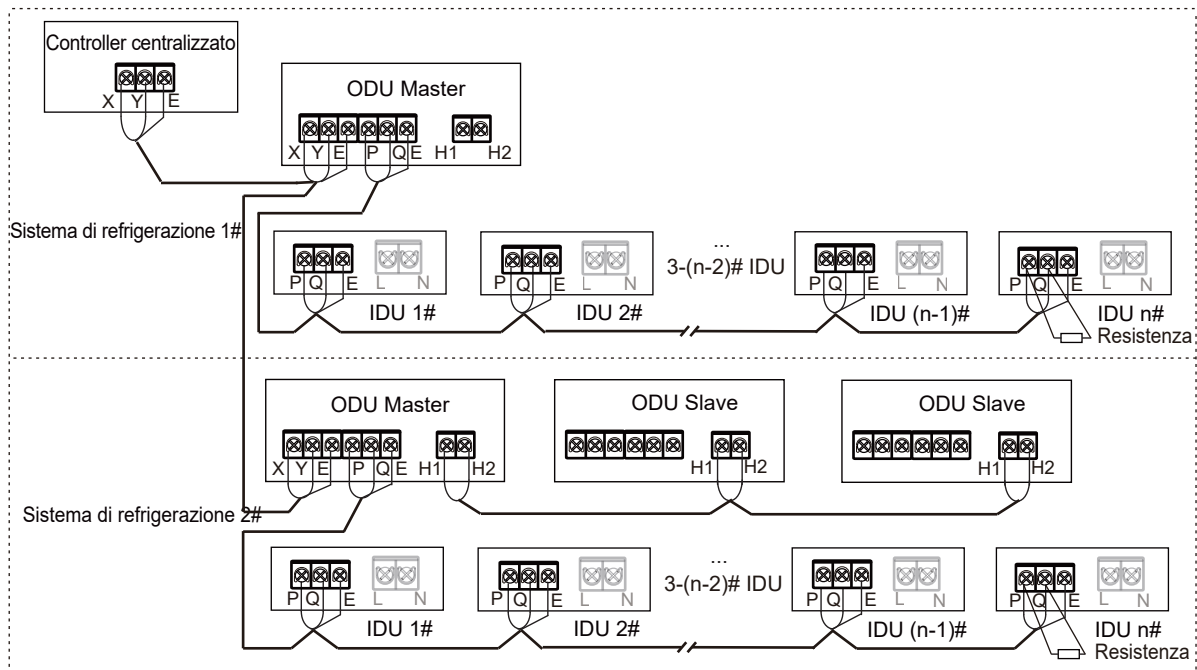 Controller centralizzato
X Y E
ODU Master
X Y E P Q E H1 H2
Sistema di refrigerazione 1#
P Q E L N
IDU 1#
P Q E L N
IDU 2#
...
3-(n-2)# IDU
P Q E L N
IDU (n-1)#
P Q E L N
IDU n#
Resistenza
ODU Master
X Y E P Q E H1 H2
ODU Slave
H1 H2
ODU Slave
H1 H2
Sistema di refrigerazione 2#
P Q E L N
IDU 1#
P Q E L N
IDU 2#
...
3-(n-2)# IDU
P Q E L N
IDU (n-1)#
P Q E L N
IDU n#
Resistenza